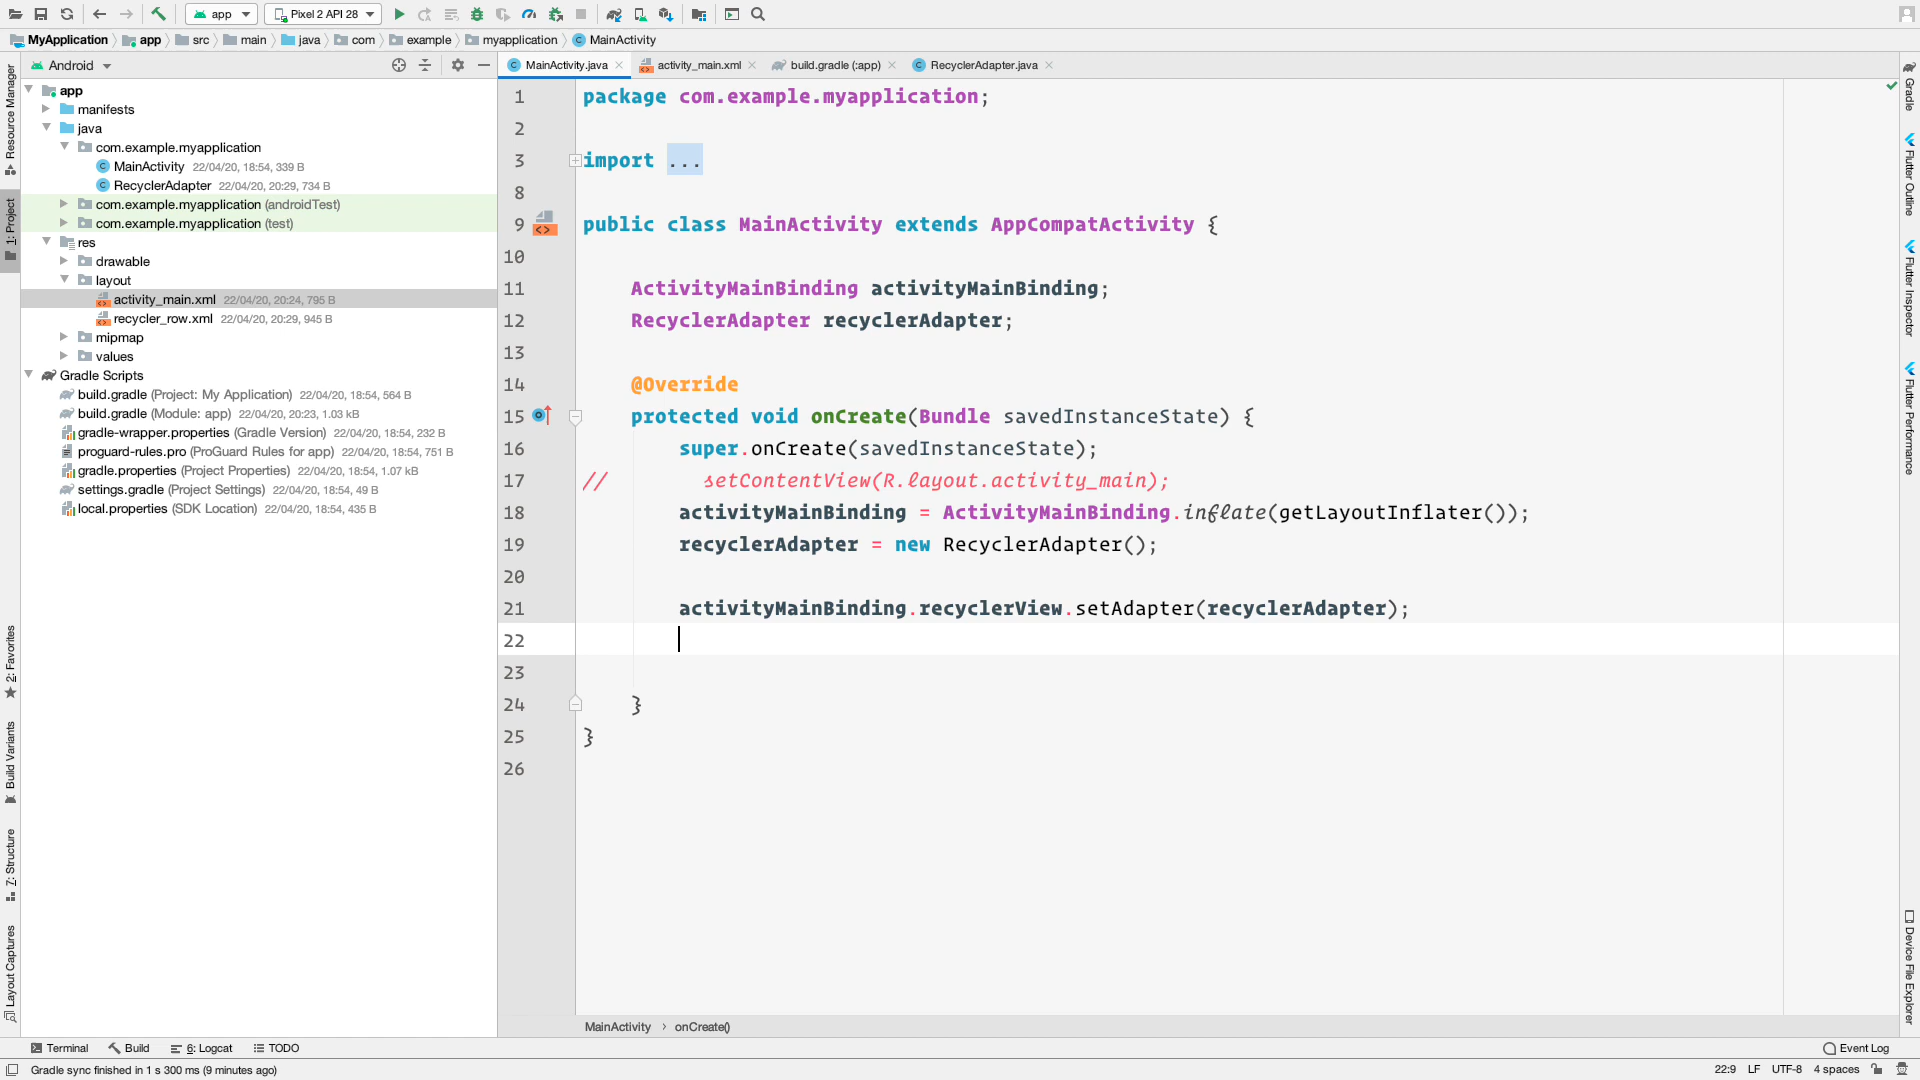 app
Pixel 2 API 28
MyApplication
app
src
main
java
com
example
myapplication
MainActivity
Android
MainActivity.java
activity_main.xml
build.gradle (:app)
RecyclerAdapter.java
app
manifests
java
com.example.myapplication
MainActivity 22/04/20, 18:54, 339 B
RecyclerAdapter 22/04/20, 20:29, 734 B
com.example.myapplication (androidTest)
com.example.myapplication (test)
res
drawable
layout
activity_main.xml 22/04/20, 20:24, 795 B
recycler_row.xml 22/04/20, 20:29, 945 B
mipmap
values
Gradle Scripts
build.gradle (Project: My Application) 22/04/20, 18:54, 564 B
build.gradle (Module: app) 22/04/20, 20:23, 1.03 kB
gradle-wrapper.properties (Gradle Version) 22/04/20, 18:54, 232 B
proguard-rules.pro (ProGuard Rules for app) 22/04/20, 18:54, 751 B
gradle.properties (Project Properties) 22/04/20, 18:54, 1.07 kB
settings.gradle (Project Settings) 22/04/20, 18:54, 49 B
local.properties (SDK Location) 22/04/20, 18:54, 435 B
Resource Manager
1: Project
2: Favorites
Build Variants
7: Structure
Layout Captures
1 package com.example.myapplication;
2
3 import ...
8
9 public class MainActivity extends AppCompatActivity {
10
11 ActivityMainBinding activityMainBinding;
12 RecyclerAdapter recyclerAdapter;
13
14 @Override
15 protected void onCreate(Bundle savedInstanceState) {
16 super.onCreate(savedInstanceState);
17 // setContentView(R.layout.activity_main);
18 activityMainBinding = ActivityMainBinding.inflate(getLayoutInflater());
19 recyclerAdapter = new RecyclerAdapter();
20
21 activityMainBinding.recyclerView.setAdapter(recyclerAdapter);
22
23
24 }
25 }
26
Gradle
Flutter Outline
Flutter Inspector
Flutter Performance
Device File Explorer
MainActivity › onCreate()
Terminal
Build
6: Logcat
TODO
Event Log
Gradle sync finished in 1 s 300 ms (9 minutes ago)
22:9 LF UTF-8 4 spaces